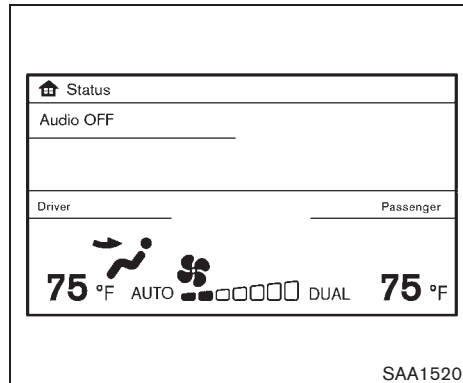 Status
Audio OFF
Driver Passenger
75 °F AUTO DUAL 75 °F
SAA1520